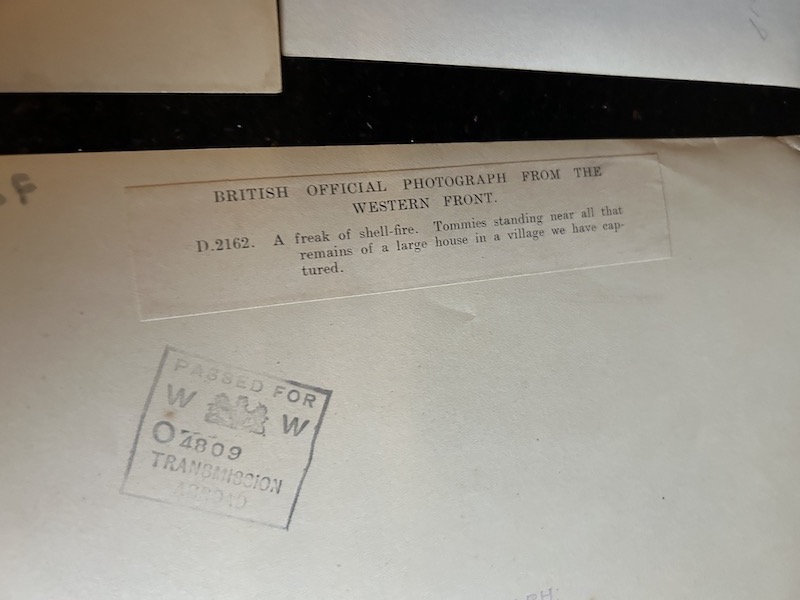 BRITISH OFFICIAL PHOTOGRAPH FROM THE
WESTERN FRONT.
D.2162. A freak of shell-fire. Tommies standing near all that
remains of a large house in a village we have cap-
tured.
PASSED FOR
W W
O 4809
TRANSMISSION
ABROAD